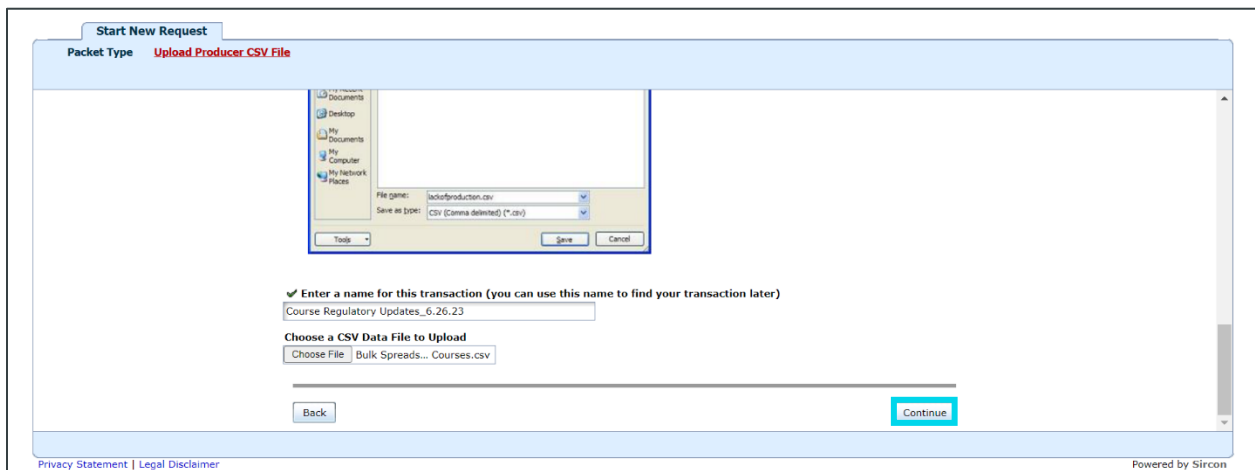 Start New Request
Packet Type Upload Producer CSV File
Documents
Desktop
My
Documents
My
Computer
My Network
Places
File name: lackofproduction.csv
Save as type: CSV (Comma delimited) (*.csv)
Tools Save Cancel
Enter a name for this transaction (you can use this name to find your transaction later)
Course Regulatory Updates_6.26.23
Choose a CSV Data File to Upload
Choose File Bulk Spreads... Courses.csv
Back Continue
Privacy Statement | Legal Disclaimer Powered by Sircon